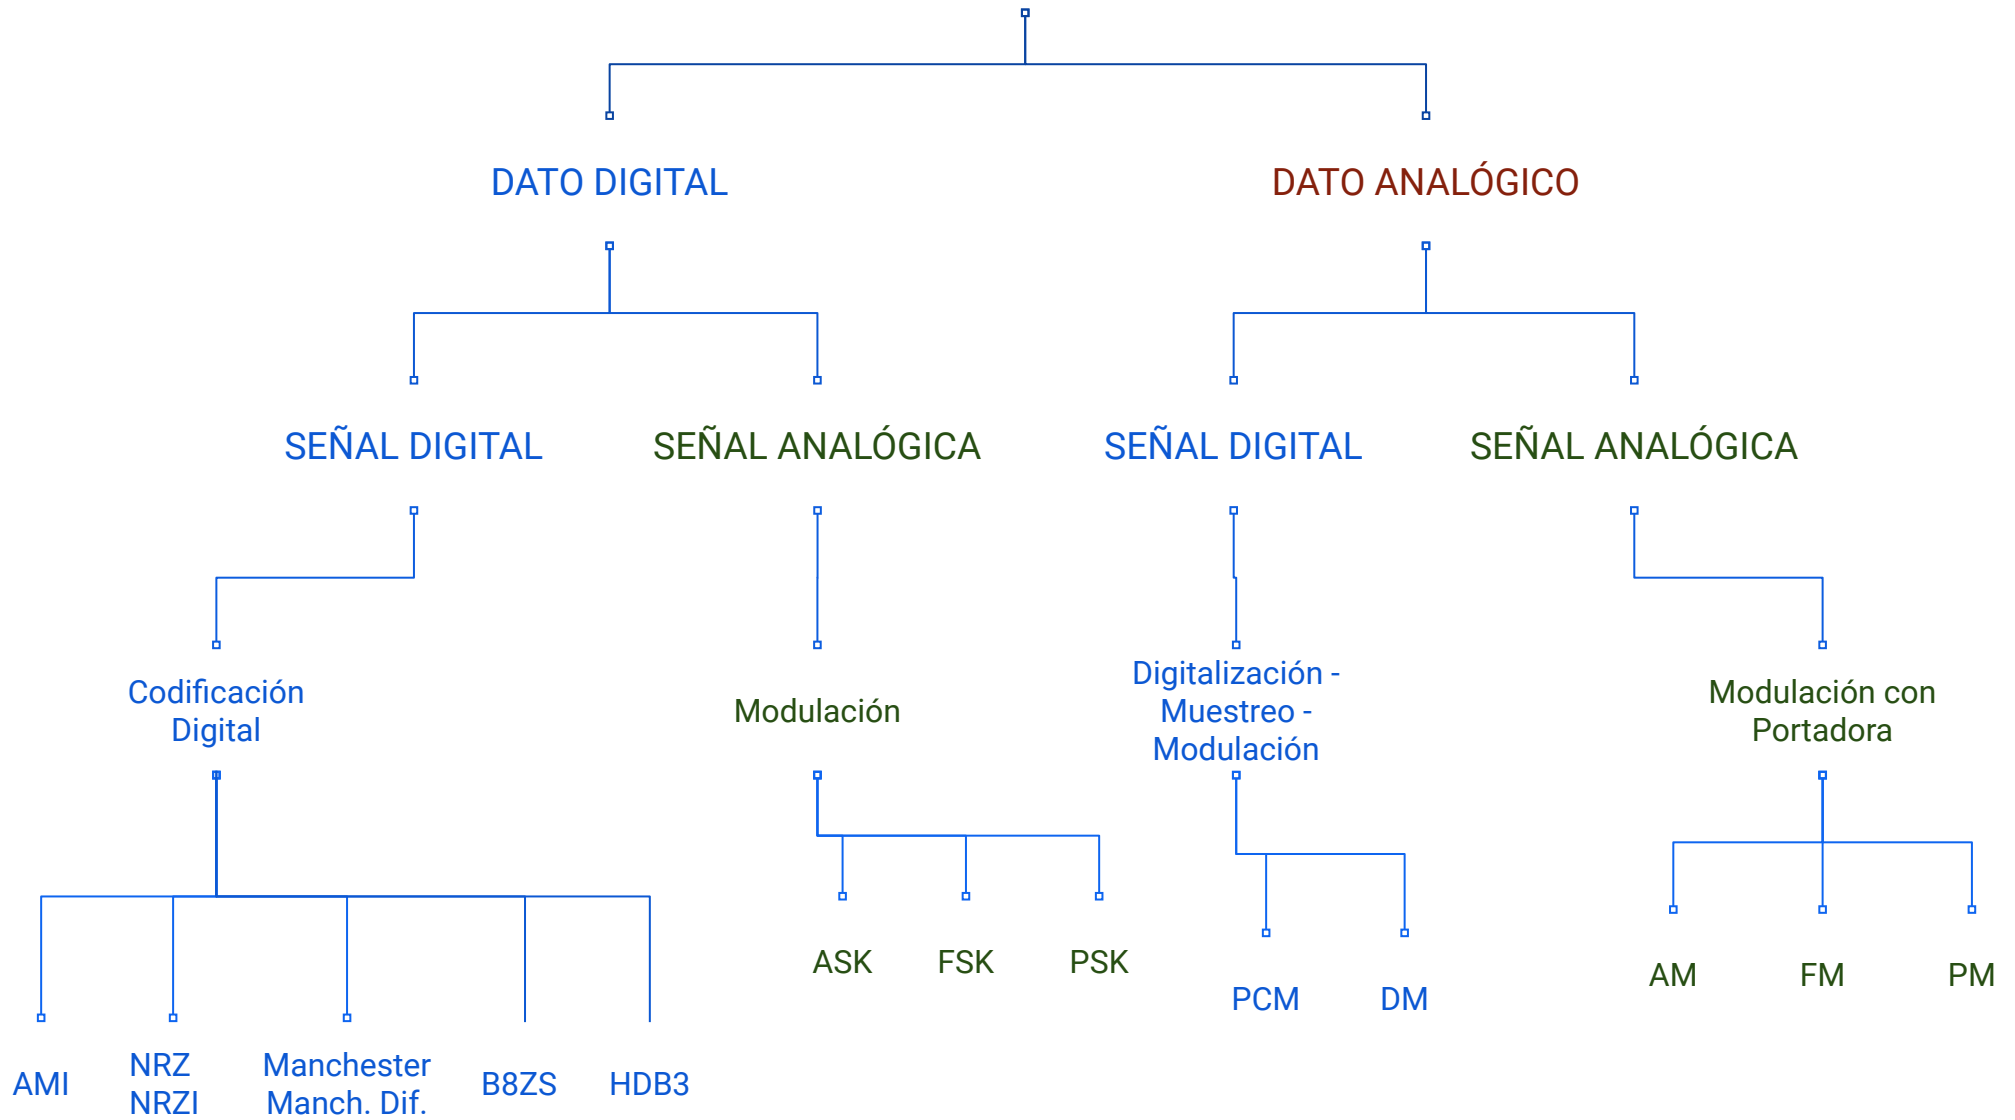 DATO DIGITAL
DATO ANALÓGICO
SEÑAL DIGITAL
SEÑAL ANALÓGICA
SEÑAL DIGITAL
SEÑAL ANALÓGICA
Codificación
Digital
Modulación
Digitalización -
Muestreo -
Modulación
Modulación con
Portadora
ASK
FSK
PSK
PCM
DM
AM
FM
PM
AMI
NRZ
NRZI
Manchester
Manch. Dif.
B8ZS
HDB3